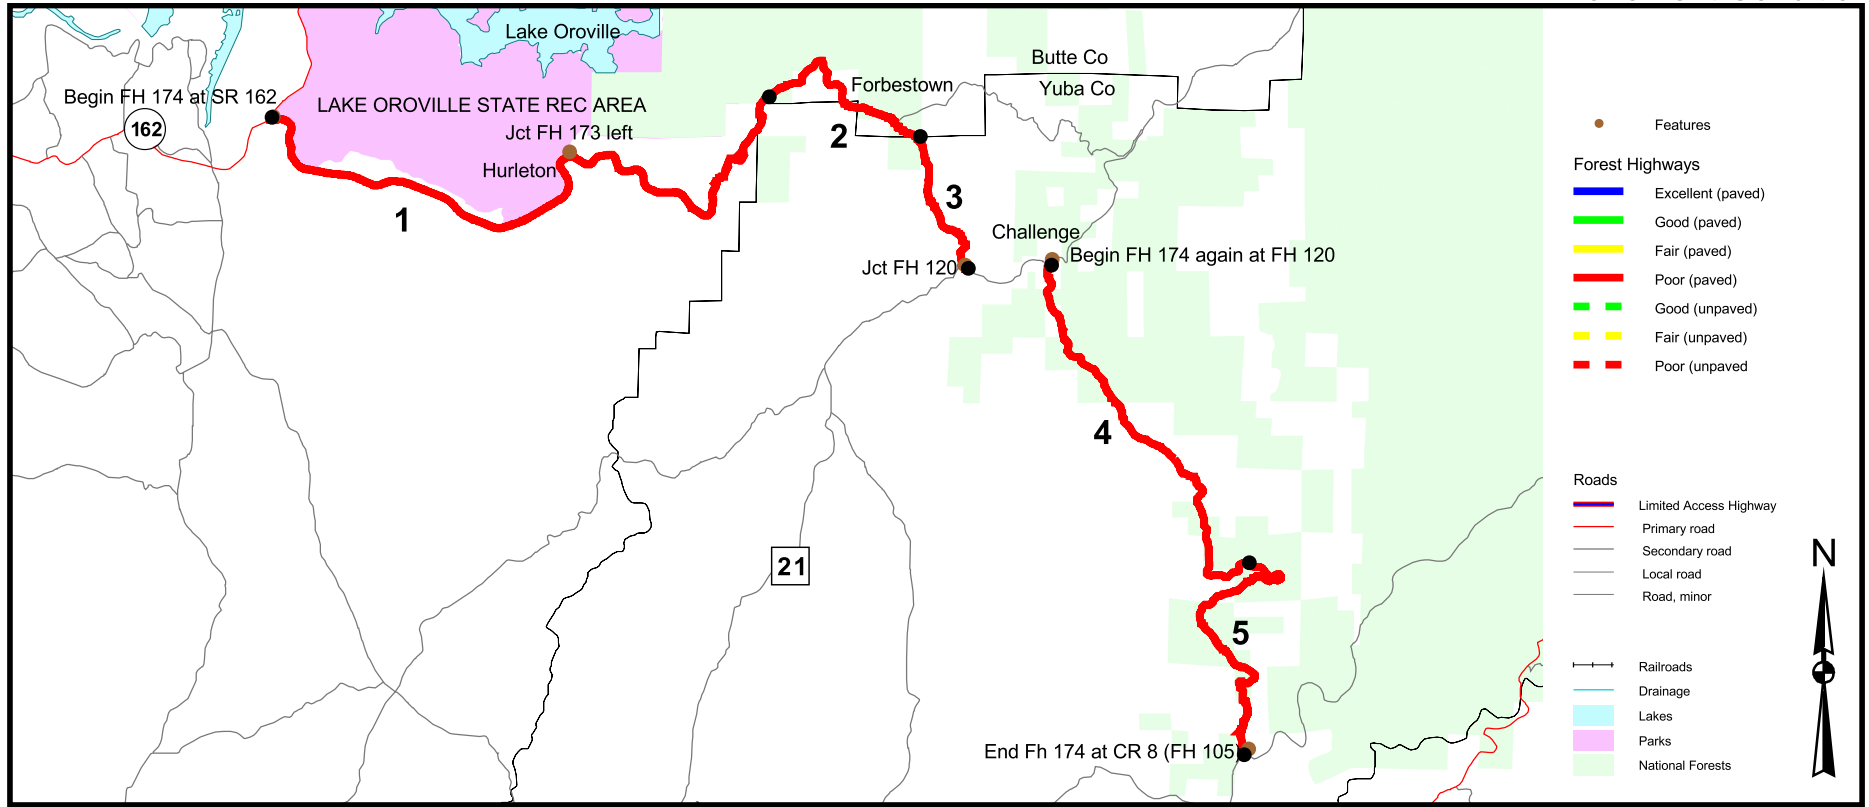 Lake Oroville
Butte Co
Yuba Co
Begin FH 174 at SR 162
162
LAKE OROVILLE STATE REC AREA
Forbestown
Jct FH 173 left
Hurleton
1
2
3
Challenge
Jct FH 120
Begin FH 174 again at FH 120
4
21
5
End Fh 174 at CR 8 (FH 105)
Features
Forest Highways
Excellent (paved)
Good (paved)
Fair (paved)
Poor (paved)
Good (unpaved)
Fair (unpaved)
Poor (unpaved
Roads
Limited Access Highway
Primary road
Secondary road
Local road
Road, minor
Railroads
Drainage
Lakes
Parks
National Forests
N